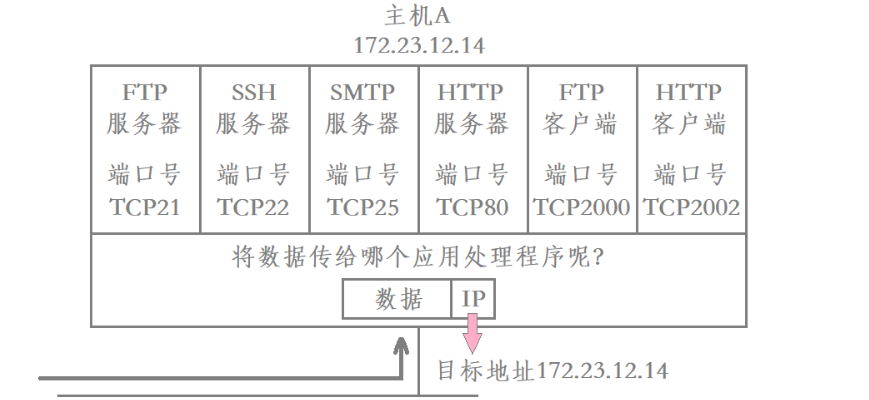 主机A
172.23.12.14
FTP
服务器
端口号
TCP21
SSH
服务器
端口号
TCP22
SMTP
服务器
端口号
TCP25
HTTP
服务器
端口号
TCP80
FTP
客户端
端口号
TCP2000
HTTP
客户端
端口号
TCP2002
将数据传给哪个应用处理程序呢?
数据
IP
目标地址172.23.12.14